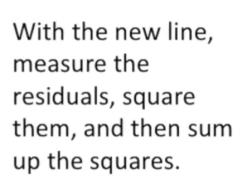 With the new line,
measure the
residuals, square
them, and then sum
up the squares.